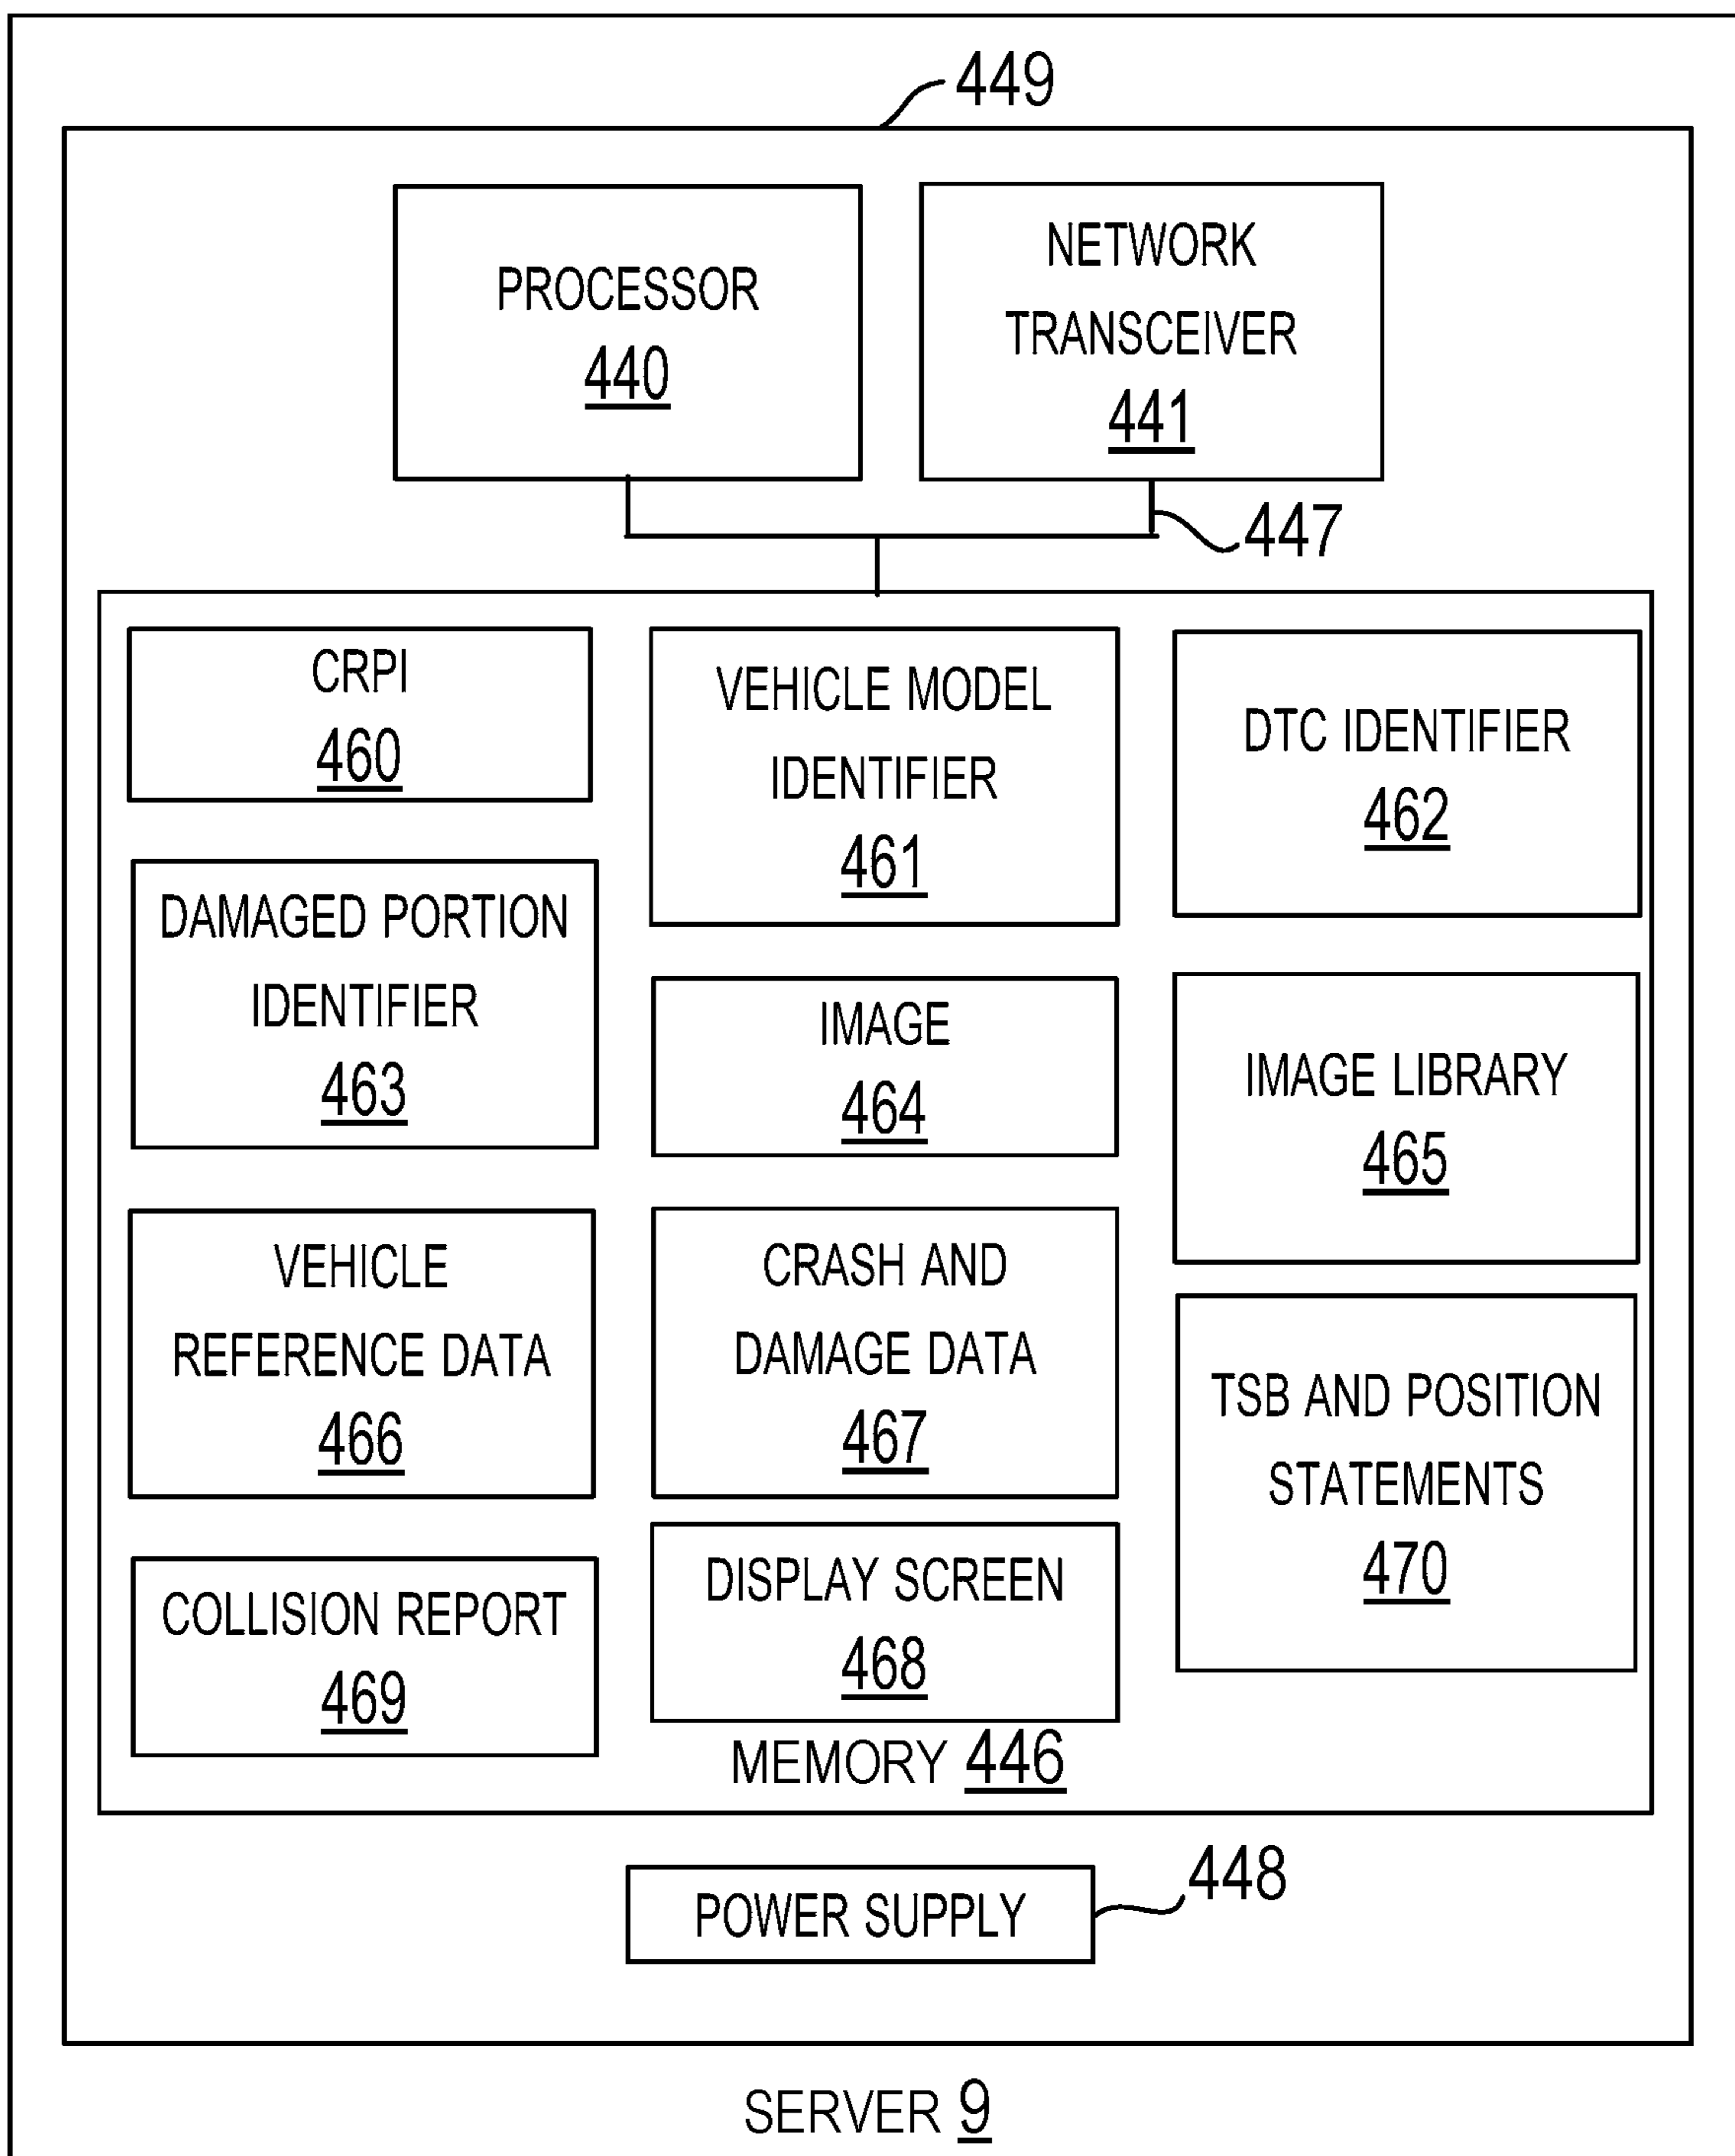 449
PROCESSOR
440
NETWORK
TRANSCEIVER
441
447
CRPI
460
VEHICLE MODEL
IDENTIFIER
461
DTC IDENTIFIER
462
DAMAGED PORTION
IDENTIFIER
463
IMAGE
464
IMAGE LIBRARY
465
VEHICLE
REFERENCE DATA
466
CRASH AND
DAMAGE DATA
467
TSB AND POSITION
STATEMENTS
470
COLLISION REPORT
469
DISPLAY SCREEN
468
MEMORY 446
POWER SUPPLY
448
SERVER 9